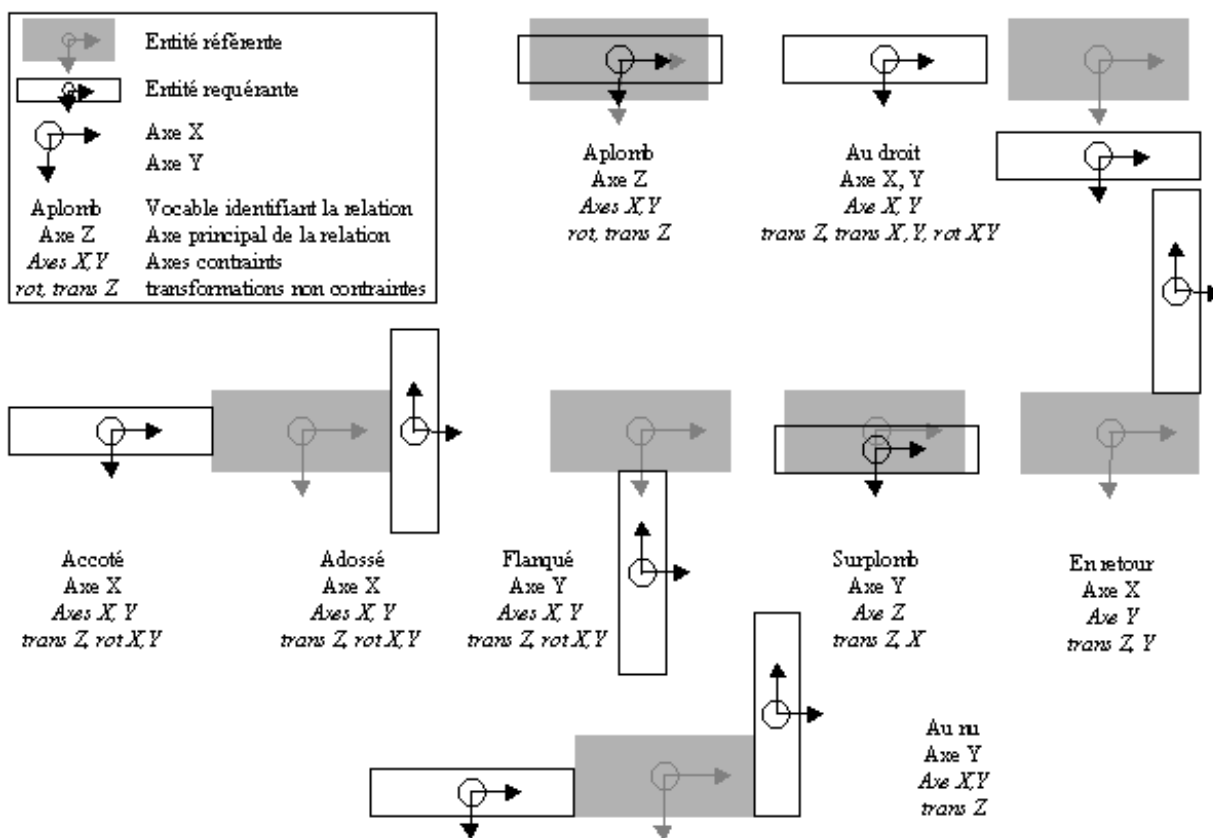 Entité référente
Entité requérante
Axe X
Axe Y
Aplomb Vocable identifiant la relation
Axe Z Axe principal de la relation
Axes X,Y Axes contraints
rot, trans Z transformations non contraintes
Aplomb
Axe Z
Axes X,Y
rot, trans Z
Au droit
Axe X, Y
Axe X, Y
trans Z, trans X, Y, rot X,Y
Accoté
Axe X
Axes X, Y
trans Z, rot X,Y
Adossé
Axe X
Axes X, Y
trans Z, rot X,Y
Flanqué
Axe Y
Axes X, Y
trans Z, rot X,Y
Surplomb
Axe Y
Axe Z
trans Z, X
En retour
Axe X
Axe Y
trans Z, Y
Au nu
Axe Y
Axe X,Y
trans Z